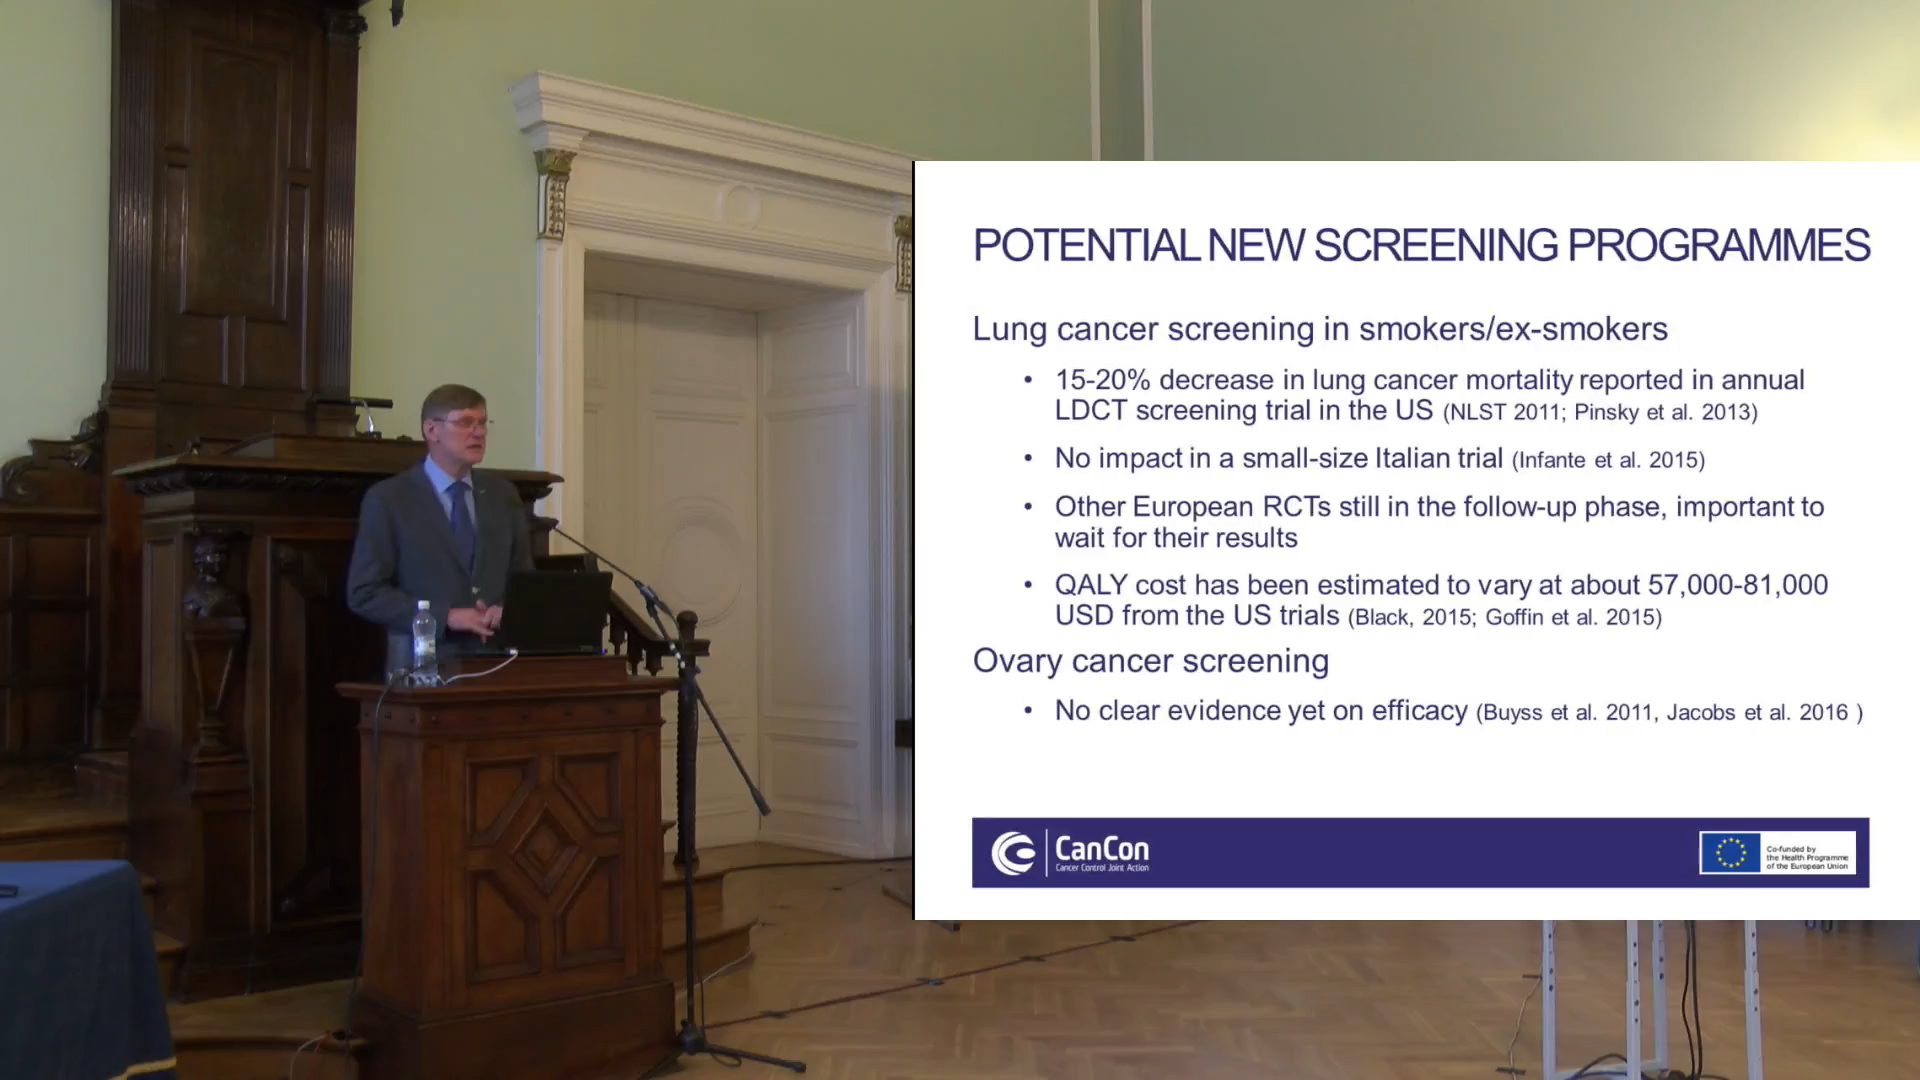 POTENTIAL NEW SCREENING PROGRAMMES
Lung cancer screening in smokers/ex-smokers
• 15-20% decrease in lung cancer mortality reported in annual
LDCT screening trial in the US (NLST 2011; Pinsky et al. 2013)
• No impact in a small-size Italian trial (Infante et al. 2015)
• Other European RCTs still in the follow-up phase, important to
wait for their results
• QALY cost has been estimated to vary at about 57,000-81,000
USD from the US trials (Black, 2015; Goffin et al. 2015)
Ovary cancer screening
• No clear evidence yet on efficacy (Buyss et al. 2011, Jacobs et al. 2016 )
CanCon
Cancer Control Joint Action
Co-funded by
the Health Programme
of the European Union